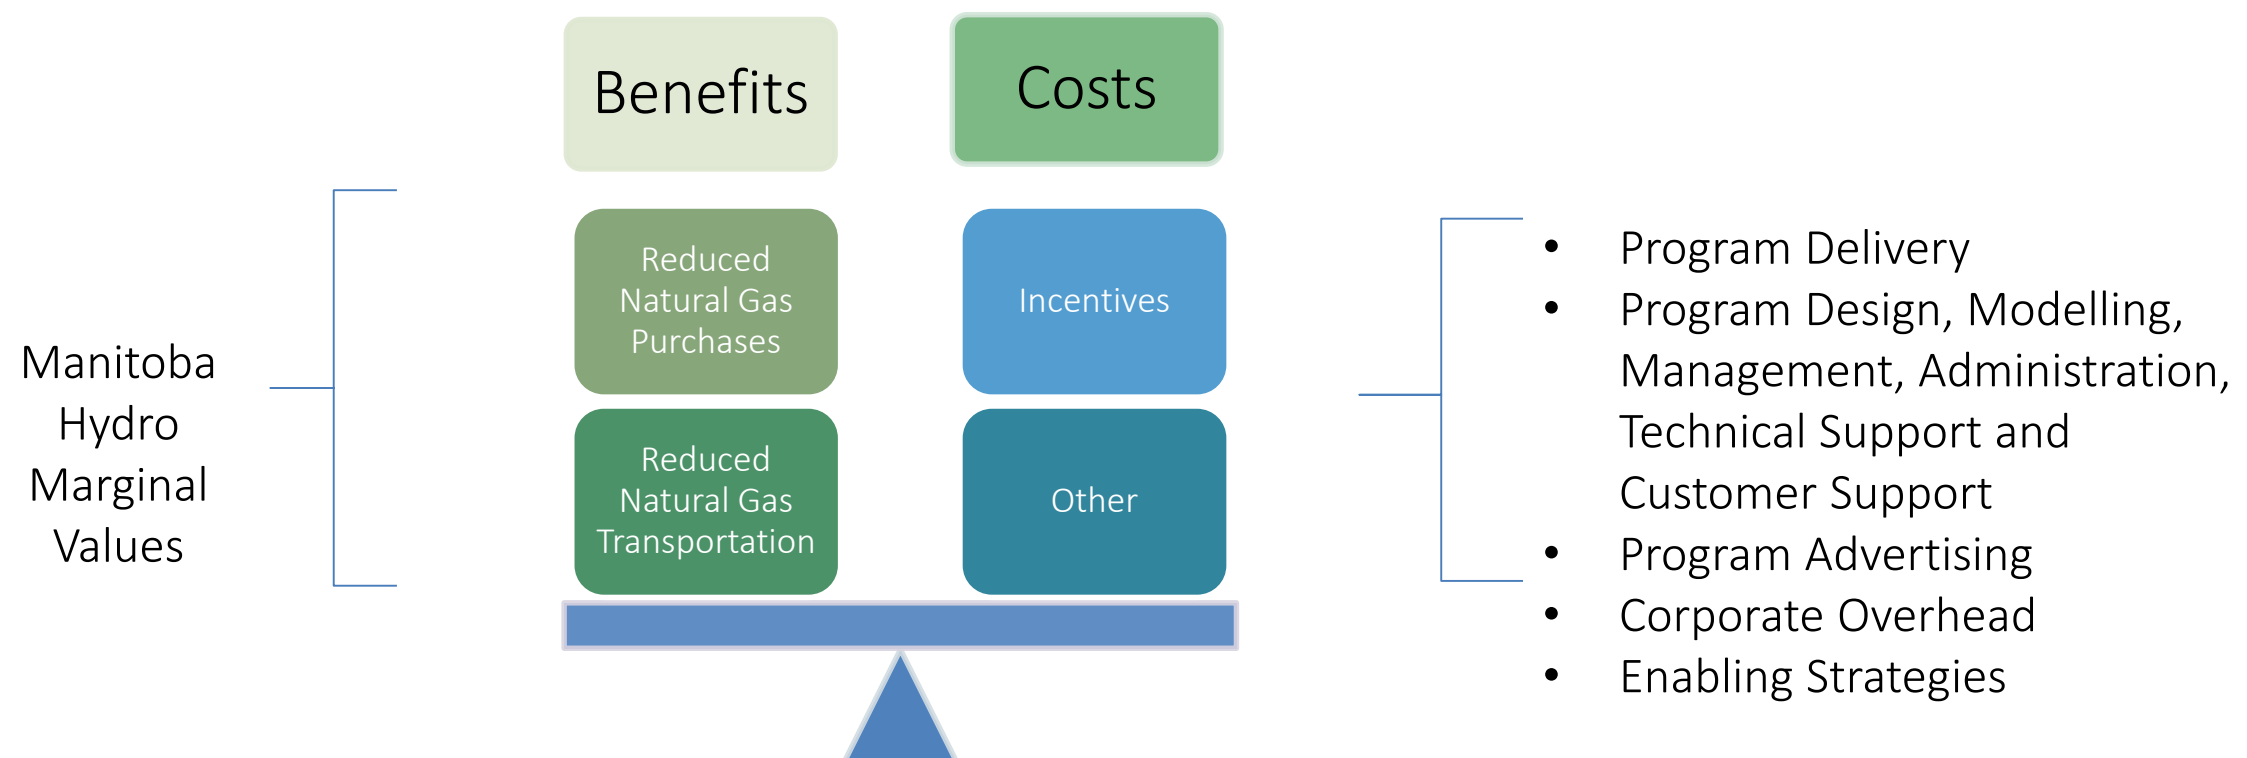 Benefits
Costs
Manitoba
Hydro
Marginal
Values
Reduced
Natural Gas
Purchases
Incentives
Reduced
Natural Gas
Transportation
Other
• Program Delivery
• Program Design, Modelling,
Management, Administration,
Technical Support and
Customer Support
• Program Advertising
• Corporate Overhead
• Enabling Strategies